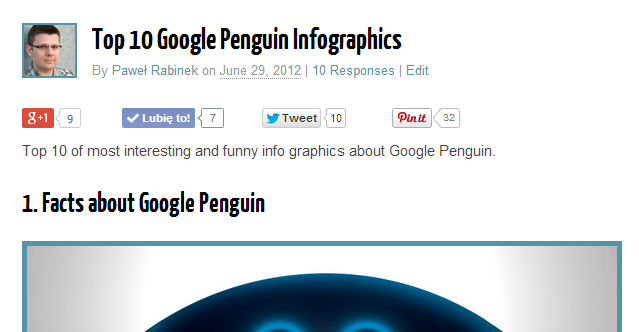 Top 10 Google Penguin Infographics
By Paweł Rabinek on June 29, 2012 | 10 Responses | Edit
g+1 9 Lubię to! 7 Tweet 10 Pin it 32
Top 10 of most interesting and funny info graphics about Google Penguin.
1. Facts about Google Penguin